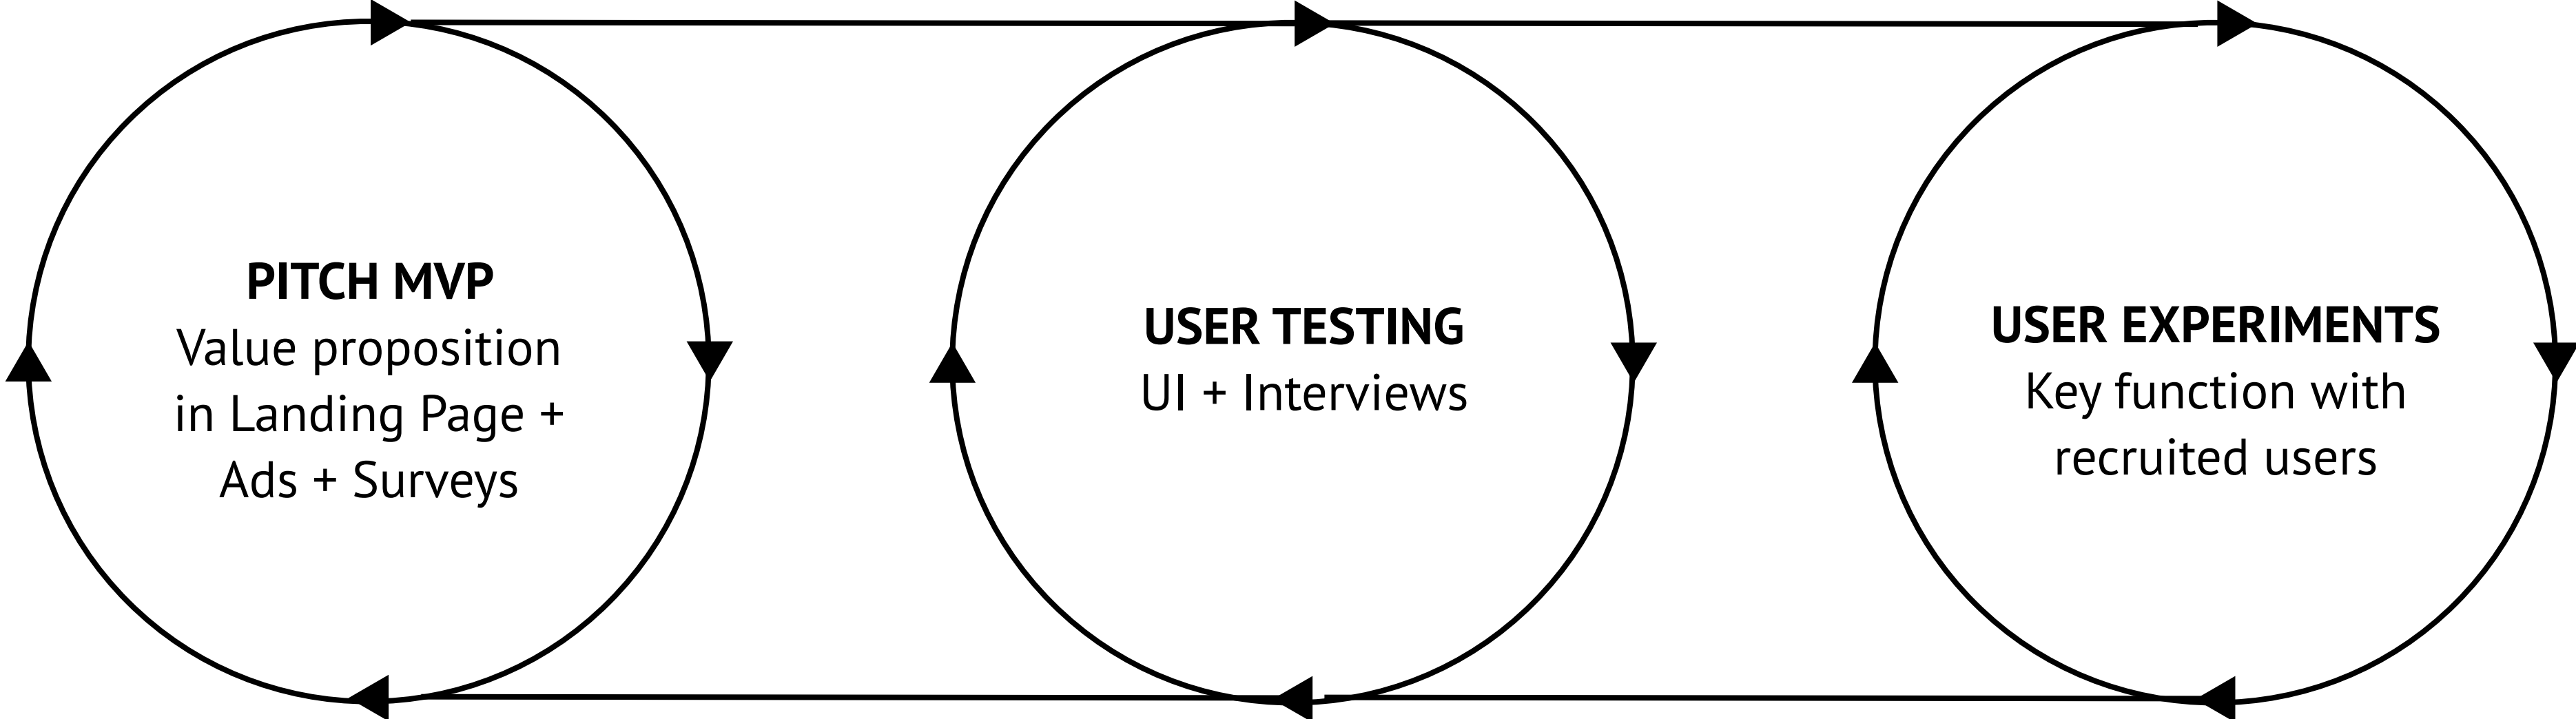 PITCH MVP
Value proposition
in Landing Page +
Ads + Surveys
USER TESTING
UI + Interviews
USER EXPERIMENTS
Key function with
recruited users